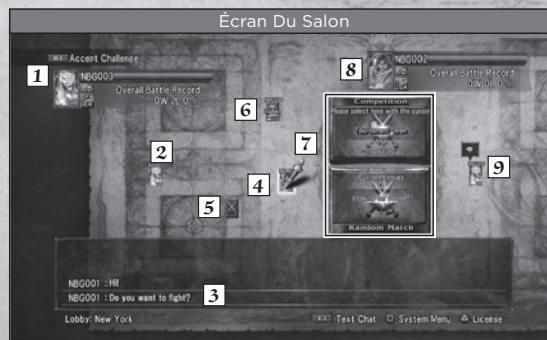 Écran Du Salon
Accept Challenge
1
NBG003
Overall Battle Record
0W 2L 0%
8
NBG002
Overall Battle Record
0W 0L 0%
6
7
Competition
Please select here with the cursor
2
4
9
5
Random Match
NBG001 : Hi!
NBG001 : Do you want to fight?
3
Lobby: New York
Text Chat
System Menu
License